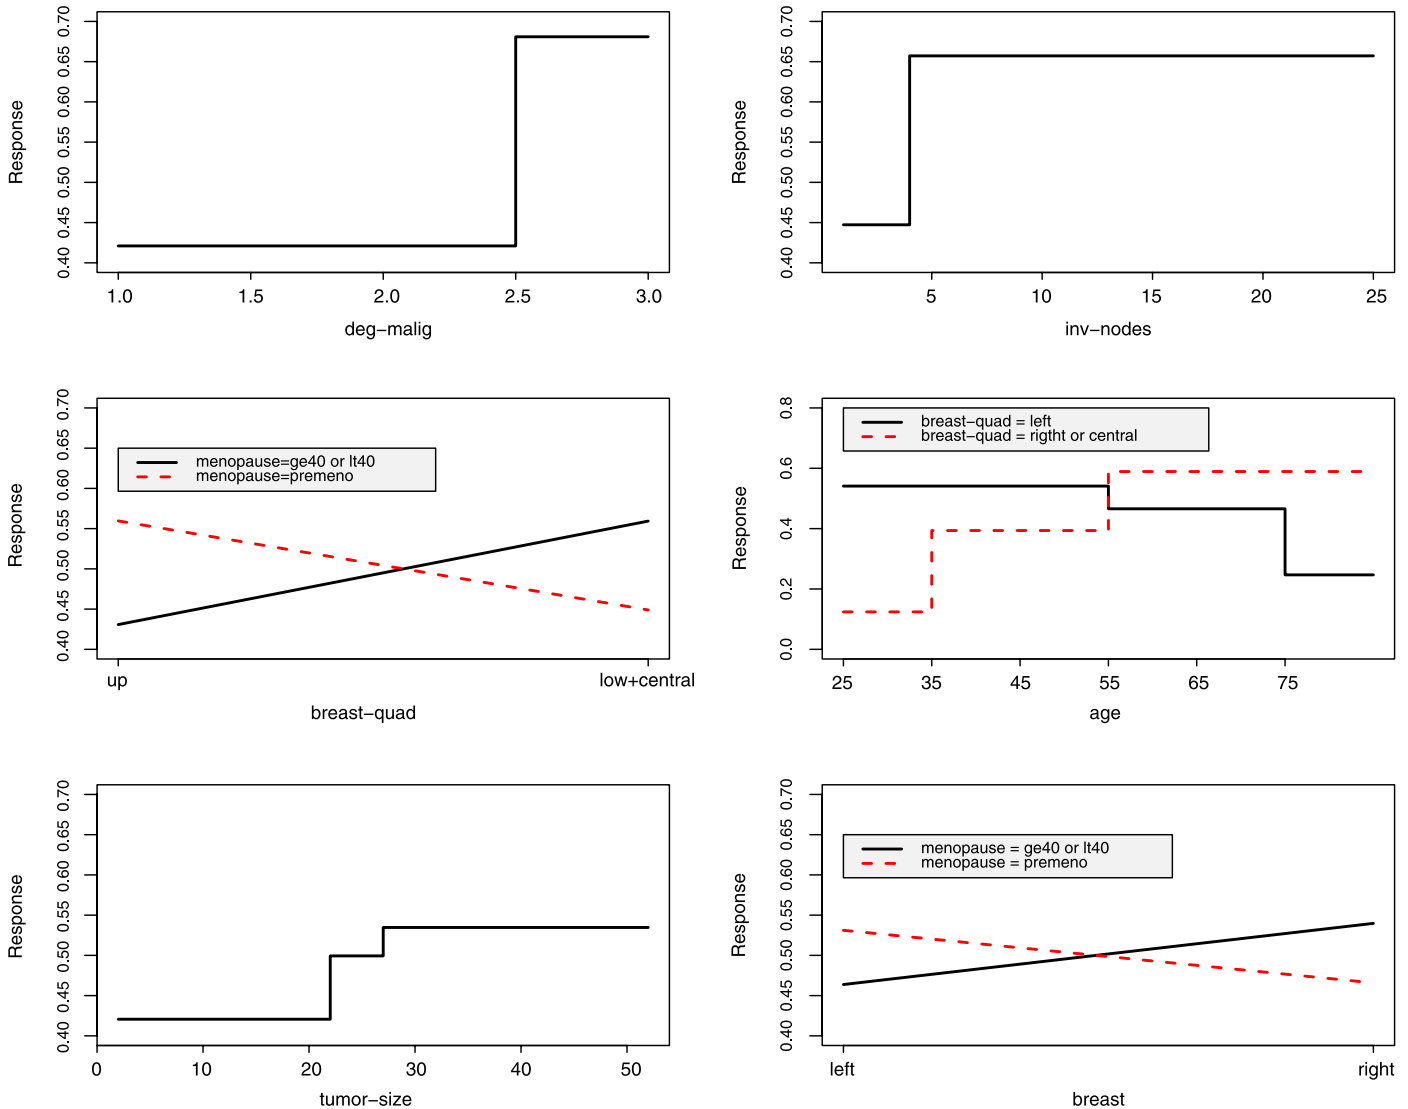 0.70
0.65
0.60
0.55
0.50
0.45
0.40
Response
1.0 1.5 2.0 2.5 3.0
deg−malig
0.70
0.65
0.60
0.55
0.50
0.45
0.40
Response
5 10 15 20 25
inv−nodes
0.70
0.65
0.60
0.55
0.50
0.45
0.40
Response
menopause=ge40 or lt40
menopause=premeno
up low+central
breast−quad
0.8
0.6
0.4
0.2
0.0
Response
breast−quad = left
breast−quad = rigtht or central
25 35 45 55 65 75
age
0.70
0.65
0.60
0.55
0.50
0.45
0.40
Response
0 10 20 30 40 50
tumor−size
0.70
0.65
0.60
0.55
0.50
0.45
0.40
Response
menopause = ge40 or lt40
menopause = premeno
left right
breast